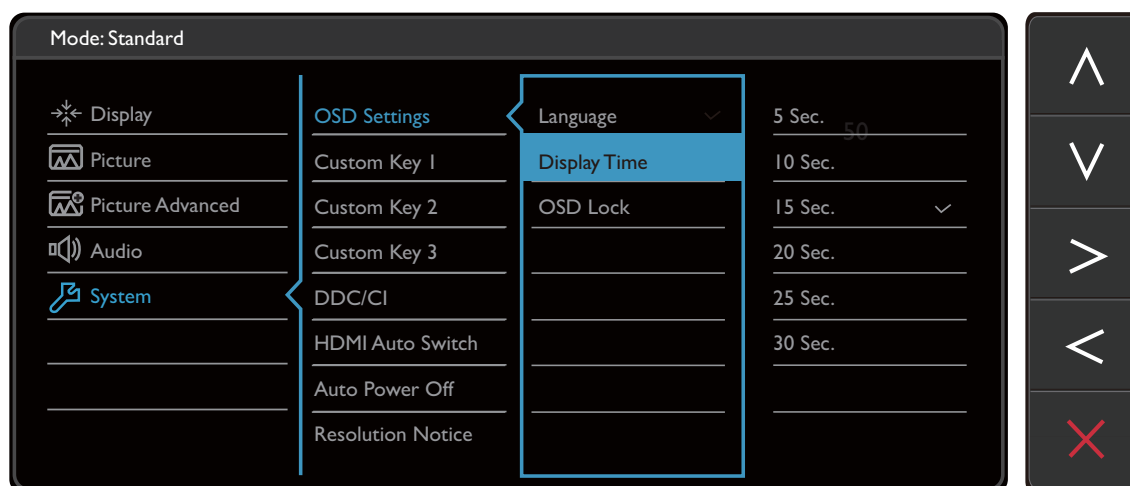 Mode: Standard
Display
Picture
Picture Advanced
Audio
System
OSD Settings
Custom Key 1
Custom Key 2
Custom Key 3
DDC/CI
HDMI Auto Switch
Auto Power Off
Resolution Notice
Language
Display Time
OSD Lock
5 Sec.
50
10 Sec.
15 Sec.
20 Sec.
25 Sec.
30 Sec.